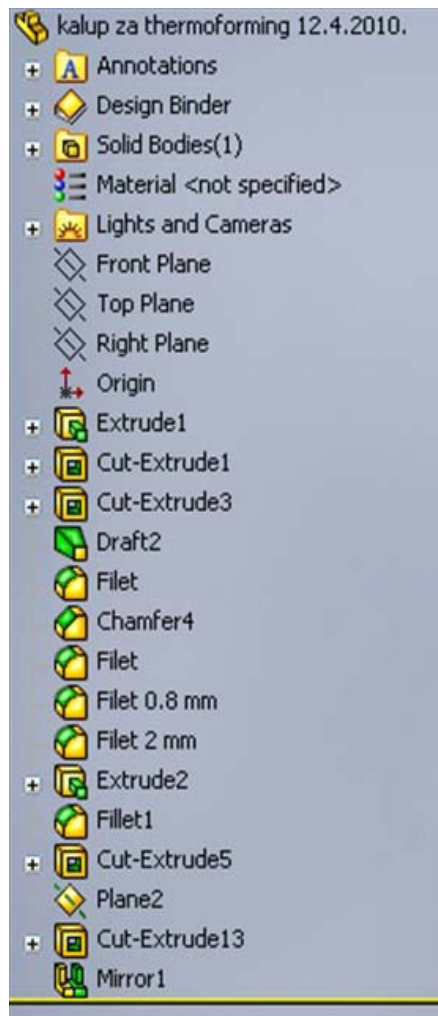 kalup za thermoforming 12.4.2010.
Annotations
Design Binder
Solid Bodies(1)
Material <not specified>
Lights and Cameras
Front Plane
Top Plane
Right Plane
Origin
Extrude1
Cut-Extrude1
Cut-Extrude3
Draft2
Filet
Chamfer4
Filet
Filet 0.8 mm
Filet 2 mm
Extrude2
Fillet1
Cut-Extrude5
Plane2
Cut-Extrude13
Mirror1